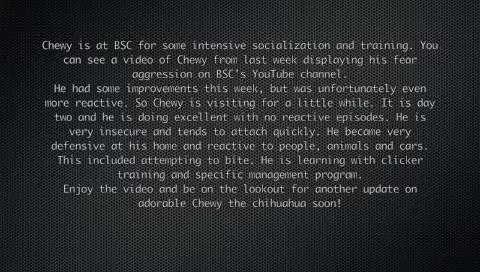 Chewy is at BSC for some intensive socialization and training. You
can see a video of Chewy from last week displaying his fear
aggression on BSC's YouTube channel.
He had some improvements this week, but was unfortunately even
more reactive. So Chewy is visiting for a little while. It is day
two and he is doing excellent with no reactive episodes. He is
very insecure and tends to attach quickly. He became very
defensive at his home and reactive to people, animals and cars.
This included attempting to bite. He is learning with clicker
training and specific management program.
Enjoy the video and be on the lookout for another update on
adorable Chewy the chihuahua soon!